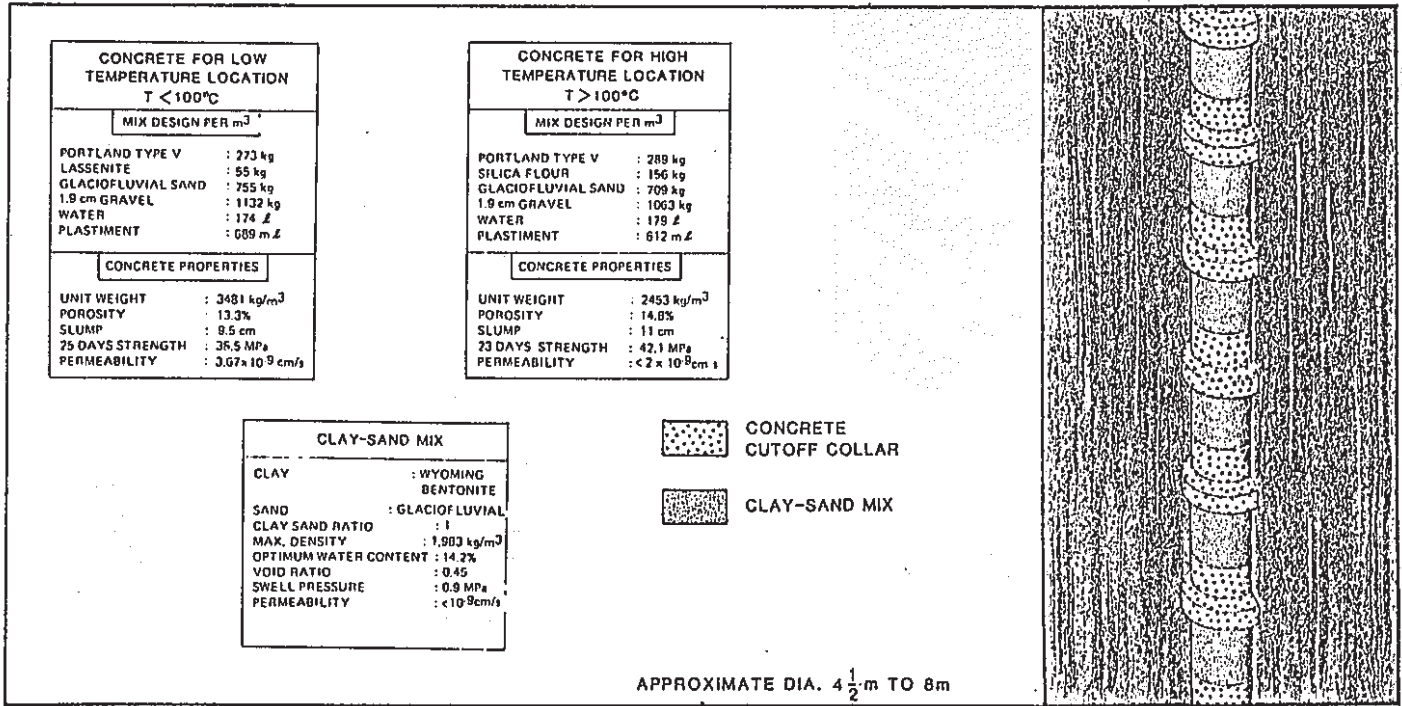 CONCRETE FOR LOW
TEMPERATURE LOCATION
T < 100°C
MIX DESIGN PER m³
PORTLAND TYPE V : 273 kg
LASSENITE : 55 kg
GLACIOFLUVIAL SAND : 755 kg
1.9 cm GRAVEL : 1132 kg
WATER : 174 ℓ
PLASTIMENT : 689 mℓ
CONCRETE PROPERTIES
UNIT WEIGHT : 3481 kg/m³
POROSITY : 13.3%
SLUMP : 9.5 cm
25 DAYS STRENGTH : 35.5 MPa
PERMEABILITY : 3.67x10⁻⁹ cm/s
CONCRETE FOR HIGH
TEMPERATURE LOCATION
T > 100°C
MIX DESIGN PER m³
PORTLAND TYPE V : 289 kg
SILICA FLOUR : 156 kg
GLACIOFLUVIAL SAND : 709 kg
1.9 cm GRAVEL : 1063 kg
WATER : 179 ℓ
PLASTIMENT : 612 mℓ
CONCRETE PROPERTIES
UNIT WEIGHT : 2453 kg/m³
POROSITY : 14.8%
SLUMP : 11 cm
23 DAYS STRENGTH : 42.1 MPa
PERMEABILITY : < 2 x 10⁻⁹cm s
CLAY-SAND MIX
CLAY : WYOMING
BENTONITE
SAND : GLACIOFLUVIAL
CLAY SAND RATIO : 1
MAX. DENSITY : 1,983 kg/m³
OPTIMUM WATER CONTENT : 14.2%
VOID RATIO : 0.45
SWELL PRESSURE : 0.9 MPa
PERMEABILITY : <10⁻⁹cm/s
CONCRETE
CUTOFF COLLAR
CLAY-SAND MIX
APPROXIMATE DIA. 4 1/2 m TO 8m